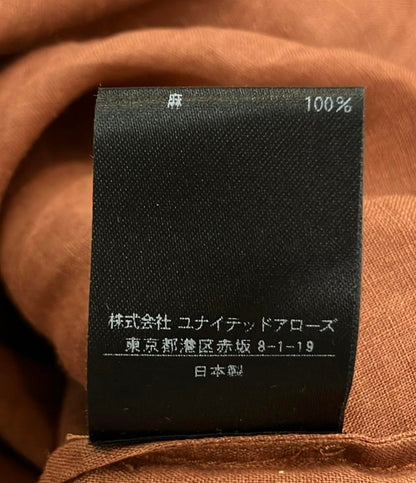 麻 100%
株式会社 ユナイテッドアローズ
東京都港区赤坂 8-1-19
日本製